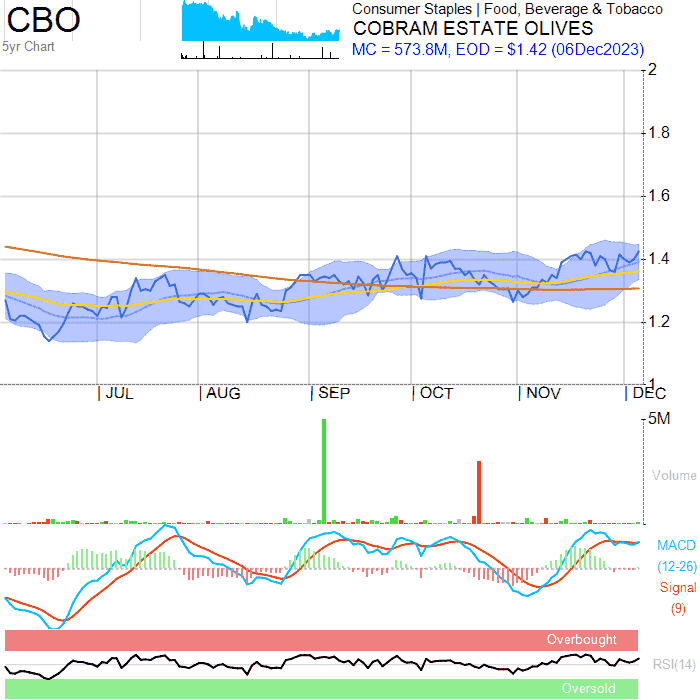 CBO
5yr Chart
Consumer Staples | Food, Beverage & Tobacco
COBRAM ESTATE OLIVES
MC = 573.8M, EOD = $1.42 (06Dec2023)
2
1.8
1.6
1.4
1.2
1
JUL
AUG
SEP
OCT
NOV
DEC
5M
Volume
MACD
(12-26)
Signal
(9)
Overbought
RSI(14)
Oversold